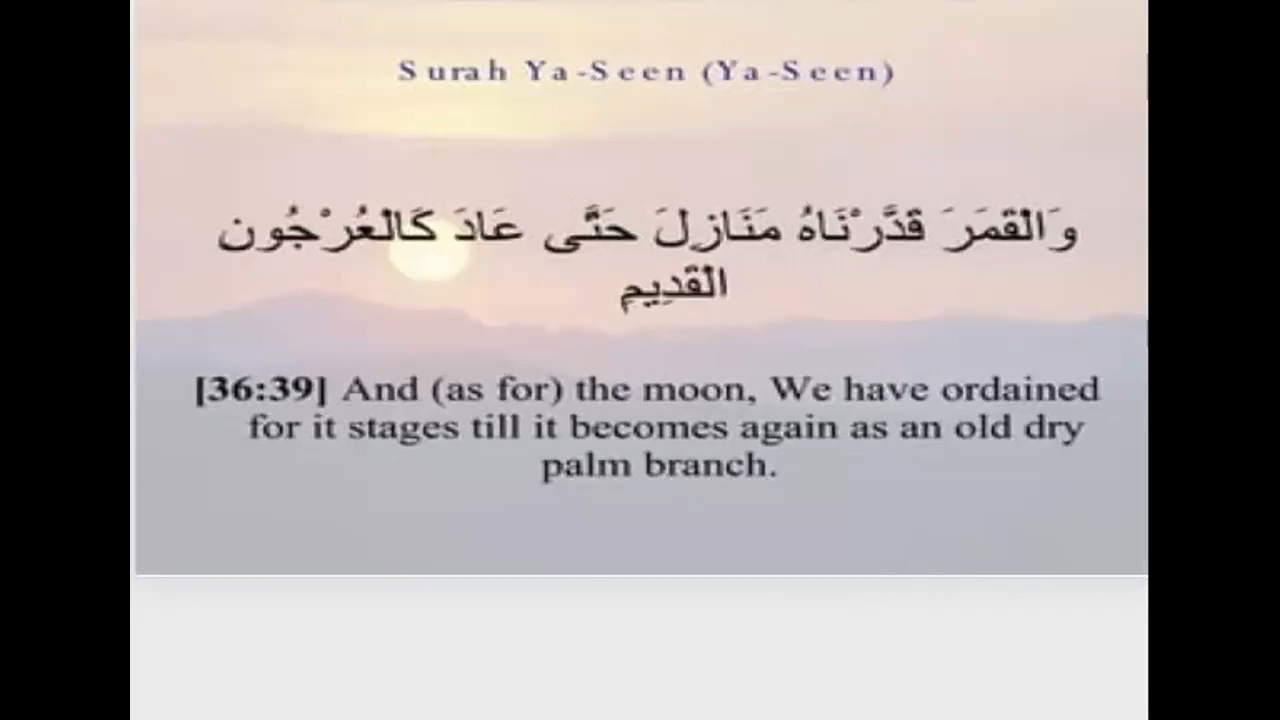 Surah Ya-Seen (Ya-Seen)
وَالْقَمَرَ قَدَّرْنَاهُ مَنَازِلَ حَتَّى عَادَ كَالْعُرْجُون
الْقَدِيمِ
[36:39] And (as for) the moon, We have ordained
for it stages till it becomes again as an old dry
palm branch.